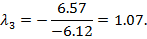 λ₃ = − 6.57 / −6.12 = 1.07.